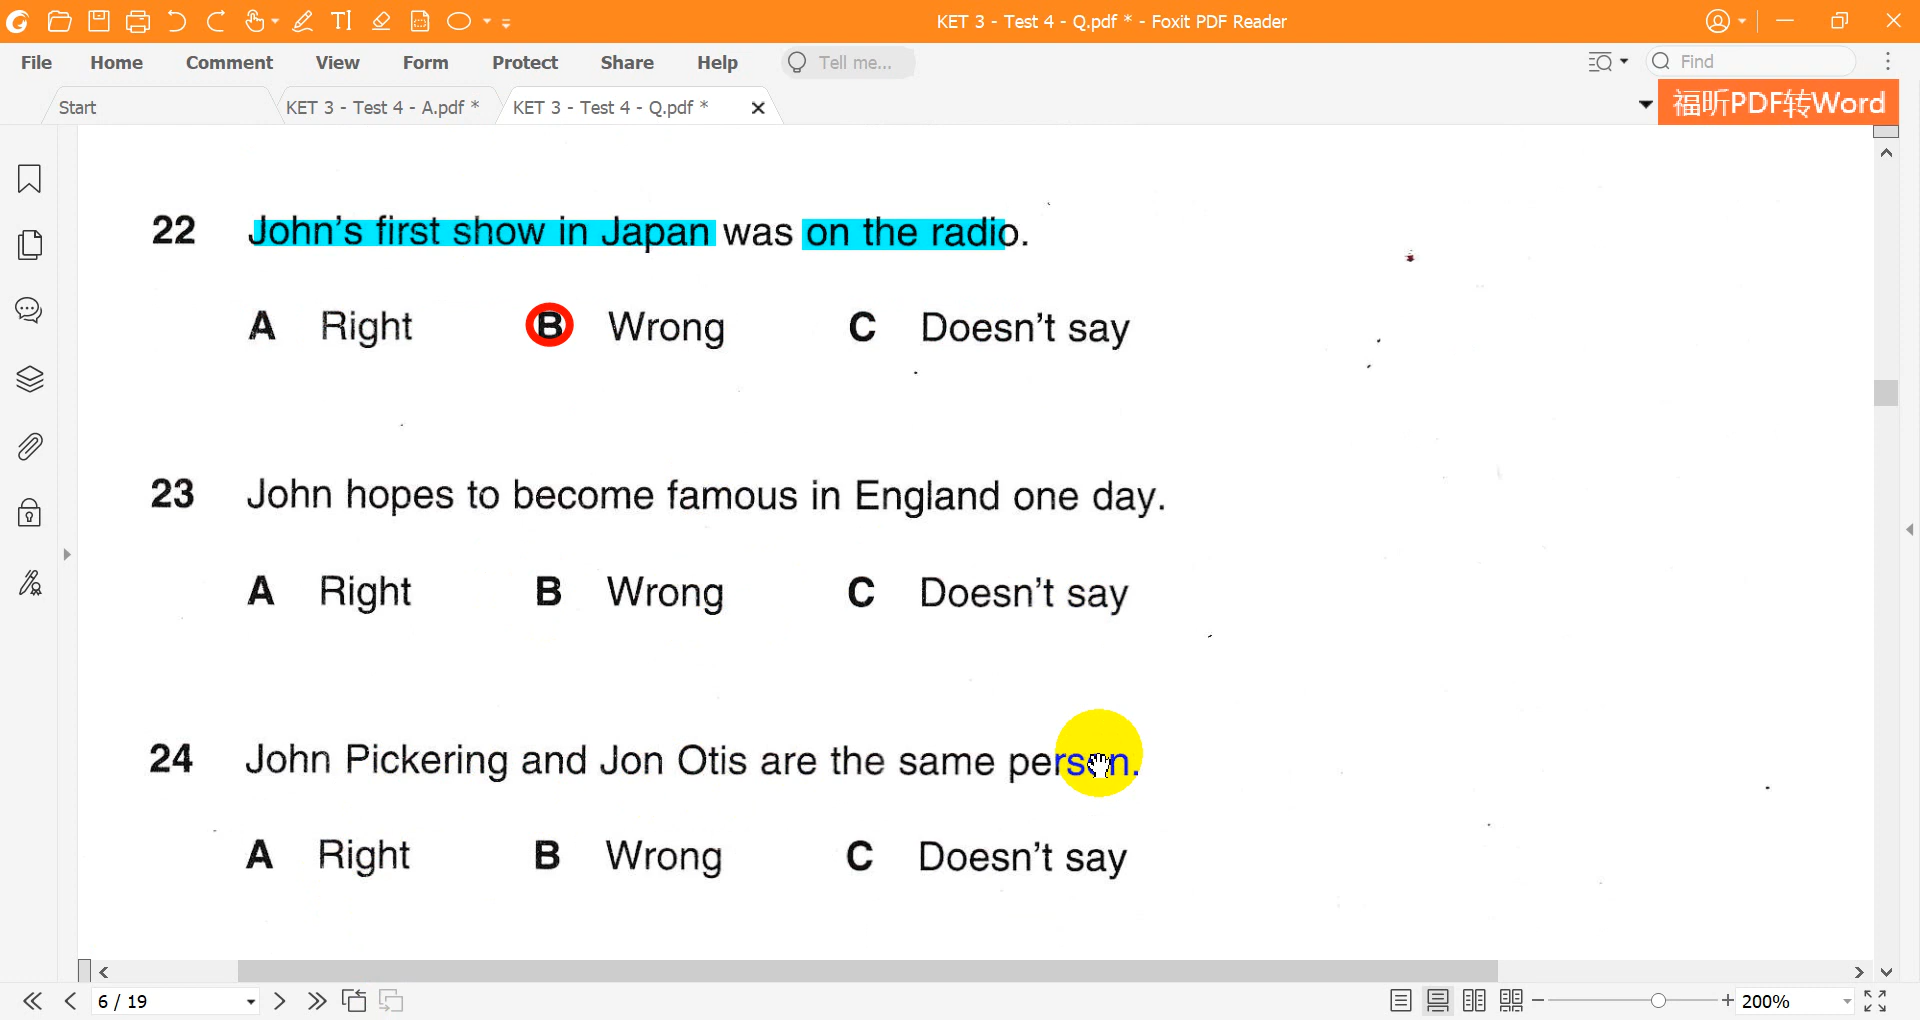 KET 3 - Test 4 - Q.pdf * - Foxit PDF Reader
File Home Comment View Form Protect Share Help Tell me... Find
Start KET 3 - Test 4 - A.pdf * KET 3 - Test 4 - Q.pdf * 福昕PDF转Word
22 John's first show in Japan was on the radio.
A Right B Wrong C Doesn't say
23 John hopes to become famous in England one day.
A Right B Wrong C Doesn't say
24 John Pickering and Jon Otis are the same person.
A Right B Wrong C Doesn't say
6 / 19 200%